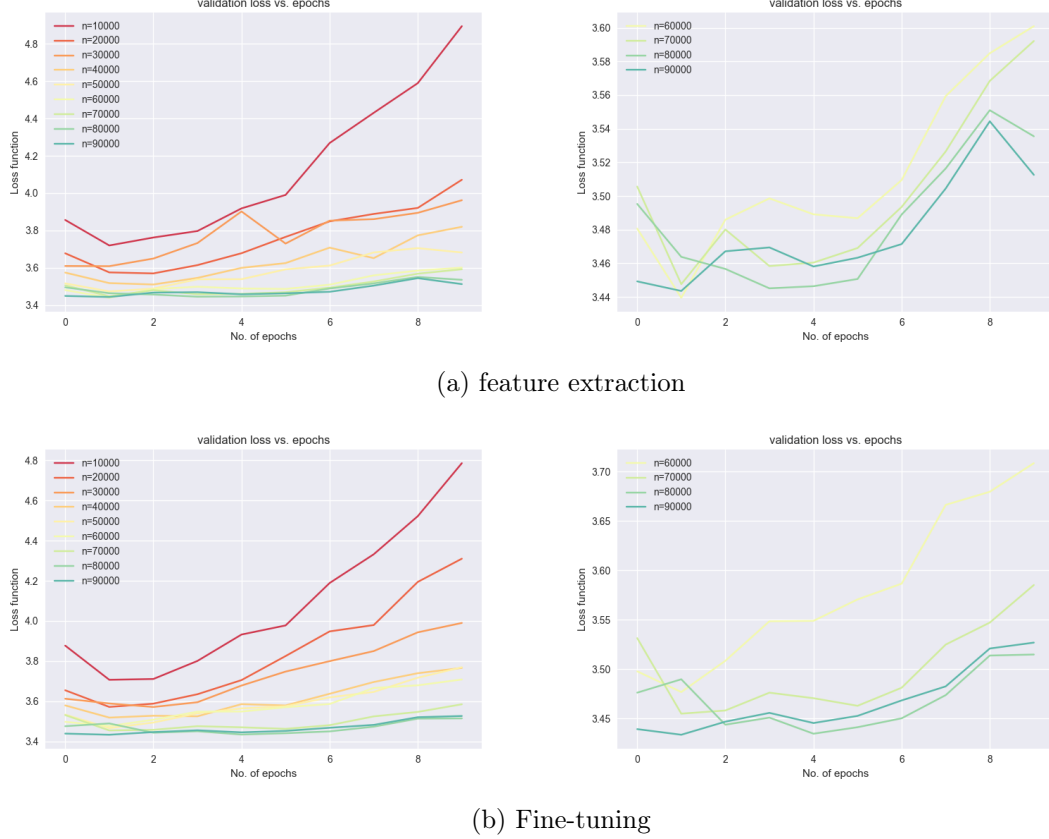 validation loss vs. epochs
Loss function
4.8
4.6
4.4
4.2
4.0
3.8
3.6
3.4
n=10000
n=20000
n=30000
n=40000
n=50000
n=60000
n=70000
n=80000
n=90000
0 2 4 6 8
No. of epochs
validation loss vs. epochs
Loss function
3.60
3.58
3.56
3.54
3.52
3.50
3.48
3.46
3.44
n=60000
n=70000
n=80000
n=90000
0 2 4 6 8
No. of epochs
(a) feature extraction
validation loss vs. epochs
Loss function
4.8
4.6
4.4
4.2
4.0
3.8
3.6
3.4
n=10000
n=20000
n=30000
n=40000
n=50000
n=60000
n=70000
n=80000
n=90000
0 2 4 6 8
No. of epochs
validation loss vs. epochs
Loss function
3.70
3.65
3.60
3.55
3.50
3.45
n=60000
n=70000
n=80000
n=90000
0 2 4 6 8
No. of epochs
(b) Fine-tuning